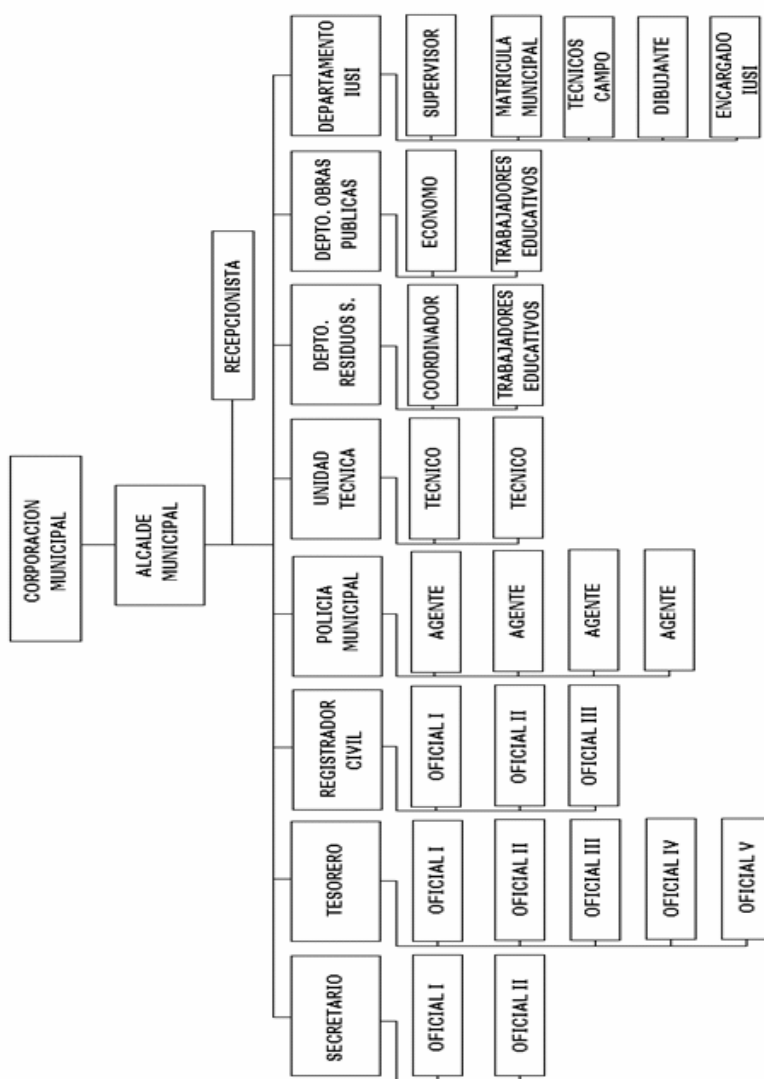 CORPORACION
MUNICIPAL
ALCALDE
MUNICIPAL
RECEPCIONISTA
SECRETARIO
OFICIAL I
OFICIAL II
TESORERO
OFICIAL I
OFICIAL II
OFICIAL III
OFICIAL IV
OFICIAL V
REGISTRADOR
CIVIL
OFICIAL I
OFICIAL II
OFICIAL III
POLICIA
MUNICIPAL
AGENTE
AGENTE
AGENTE
AGENTE
UNIDAD
TECNICA
TECNICO
TECNICO
DEPTO.
RESIDUOS S.
COORDINADOR
TRABAJADORES
EDUCATIVOS
DEPTO. OBRAS
PUBLICAS
ECONOMO
TRABAJADORES
EDUCATIVOS
DEPARTAMENTO
IUSI
SUPERVISOR
MATRICULA
MUNICIPAL
TECNICOS
CAMPO
DIBUJANTE
ENCARGADO
IUSI